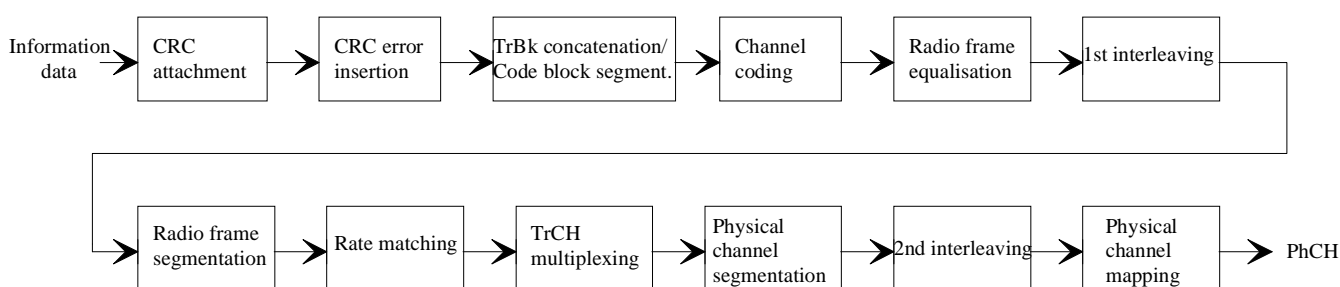 Information
data
CRC
attachment
CRC error
insertion
TrBk concatenation/
Code block segment.
Channel
coding
Radio frame
equalisation
1st interleaving
Radio frame
segmentation
Rate matching
TrCH
multiplexing
Physical
channel
segmentation
2nd interleaving
Physical
channel
mapping
PhCH